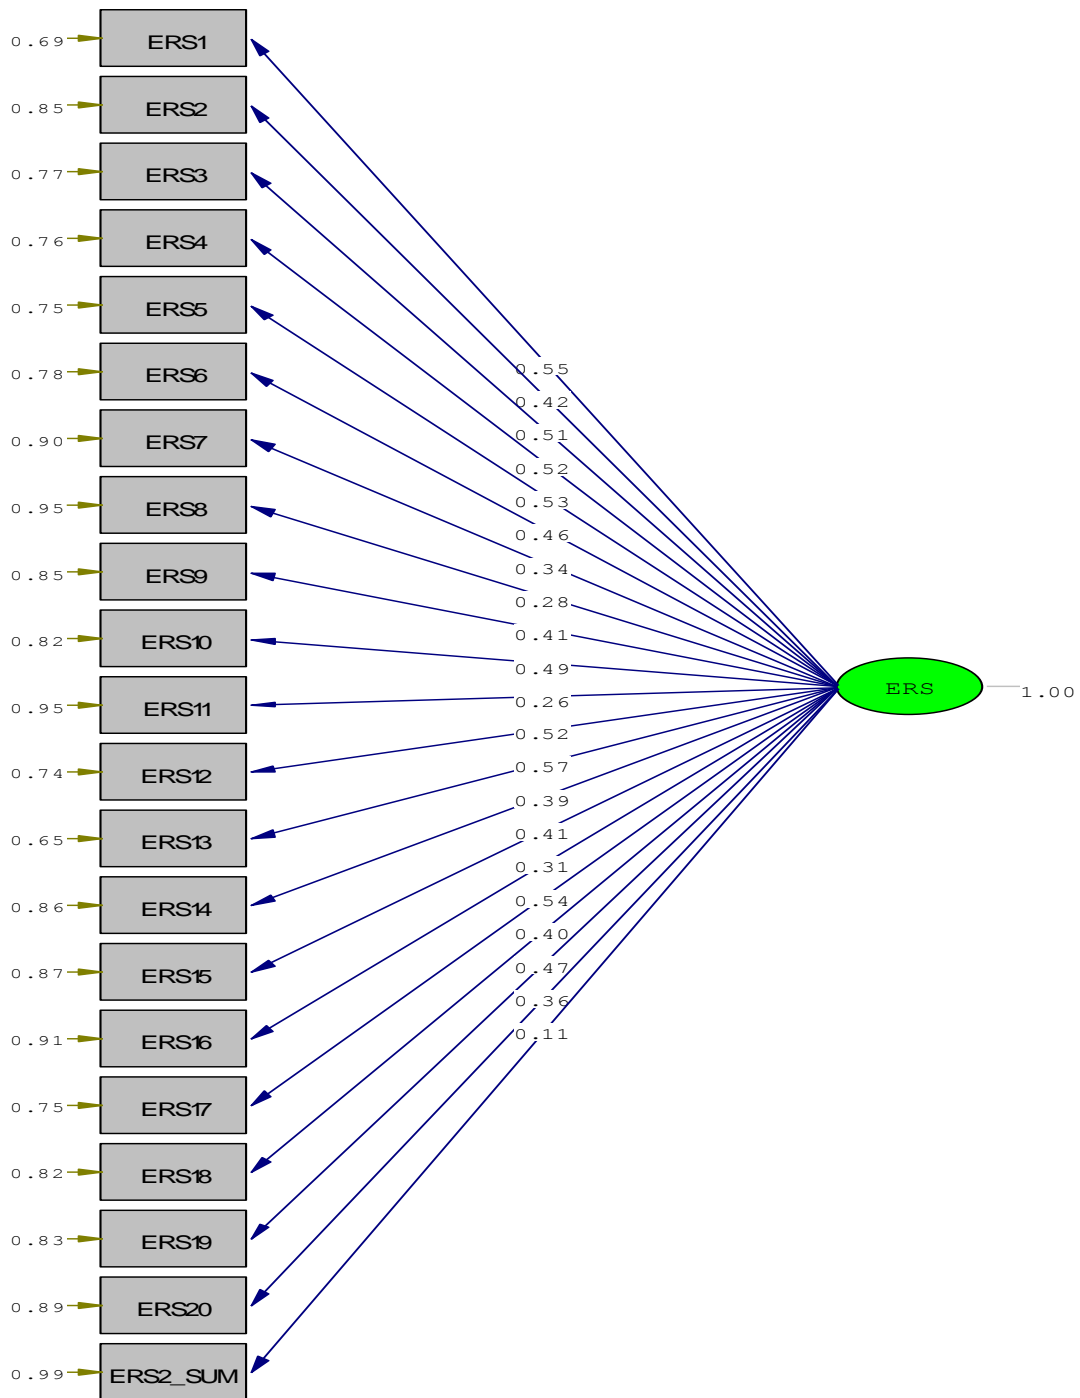 0.69 ERS1
0.85 ERS2
0.77 ERS3
0.76 ERS4
0.75 ERS5
0.78 ERS6
0.90 ERS7
0.95 ERS8
0.85 ERS9
0.82 ERS10
0.95 ERS11
0.74 ERS12
0.65 ERS13
0.86 ERS14
0.87 ERS15
0.91 ERS16
0.75 ERS17
0.82 ERS18
0.83 ERS19
0.89 ERS20
0.99 ERS2_SUM
0.55
0.42
0.51
0.52
0.53
0.46
0.34
0.28
0.41
0.49
0.26
0.52
0.57
0.39
0.41
0.31
0.54
0.40
0.47
0.36
0.11
ERS 1.00